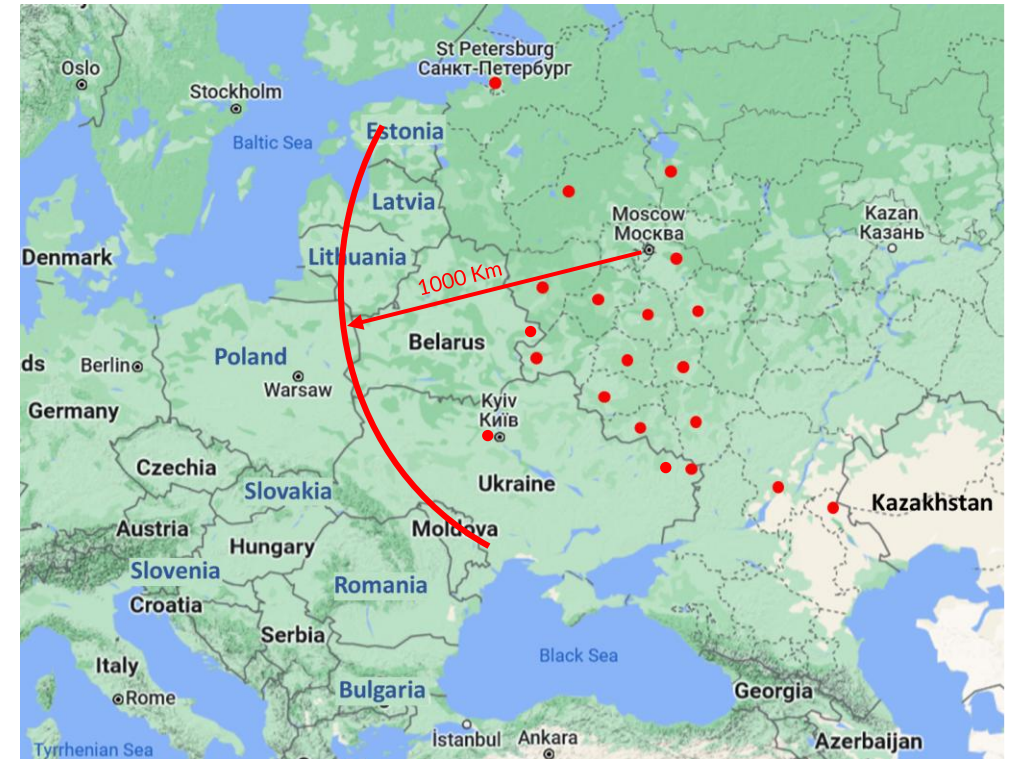 St Petersburg
Санкт-Петербург
Oslo
Stockholm
Estonia
Baltic Sea
Latvia
Moscow
Москва
Kazan
Казань
Denmark
Lithuania
1000 Km
Belarus
ds
Berlin
Poland
Warsaw
Germany
Kyiv
Київ
Czechia
Slovakia
Ukraine
Kazakhstan
Austria
Hungary
Moldova
Slovenia
Romania
Croatia
Serbia
Black Sea
Italy
Rome
Bulgaria
Georgia
İstanbul
Ankara
Azerbaijan
Tyrrhenian Sea